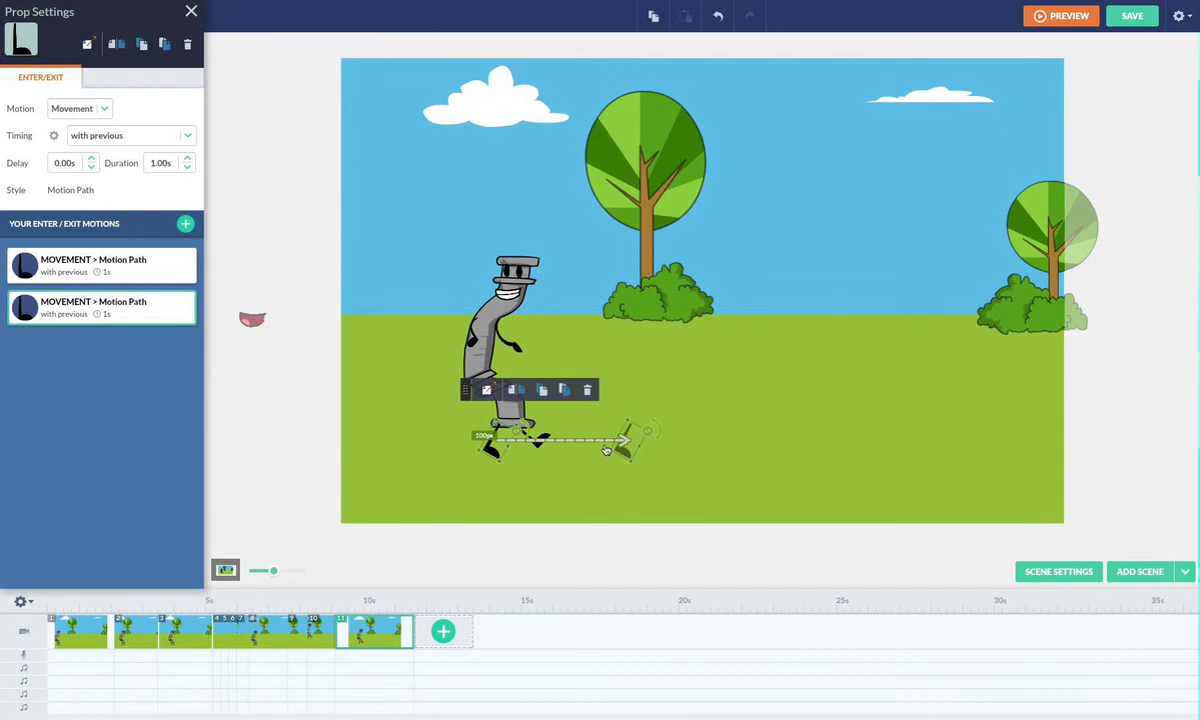 Prop Settings
PREVIEW
SAVE
ENTER/EXIT
Motion
Movement
Timing
with previous
Delay
0.00s
Duration
1.00s
Style
Motion Path
YOUR ENTER / EXIT MOTIONS
MOVEMENT > Motion Path
with previous
1s
MOVEMENT > Motion Path
with previous
1s
100px
SCENE SETTINGS
ADD SCENE
5s
10s
15s
20s
25s
30s
35s
1
2
3
4
5
6
7
8
9
10
11